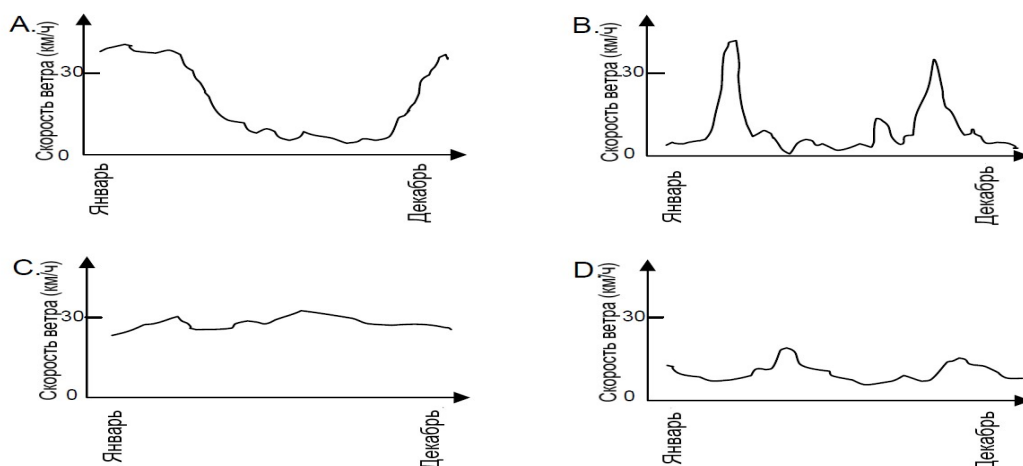 A.
Скорость ветра (км/ч)
30
0
Январь
Декабрь
B.
Скорость ветра (км/ч)
30
0
Январь
Декабрь
C.
Скорость ветра (км/ч)
30
0
Январь
Декабрь
D.
Скорость ветра (км/ч)
30
0
Январь
Декабрь